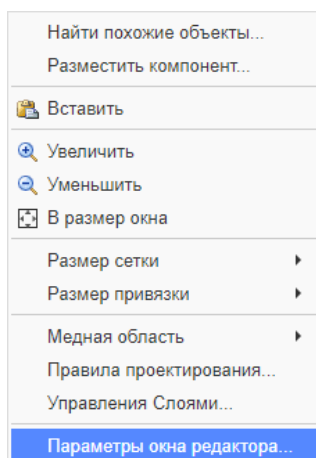 Найти похожие объекты...
Разместить компонент...
Вставить
Увеличить
Уменьшить
В размер окна
Размер сетки
Размер привязки
Медная область
Правила проектирования...
Управления Слоями...
Параметры окна редактора...